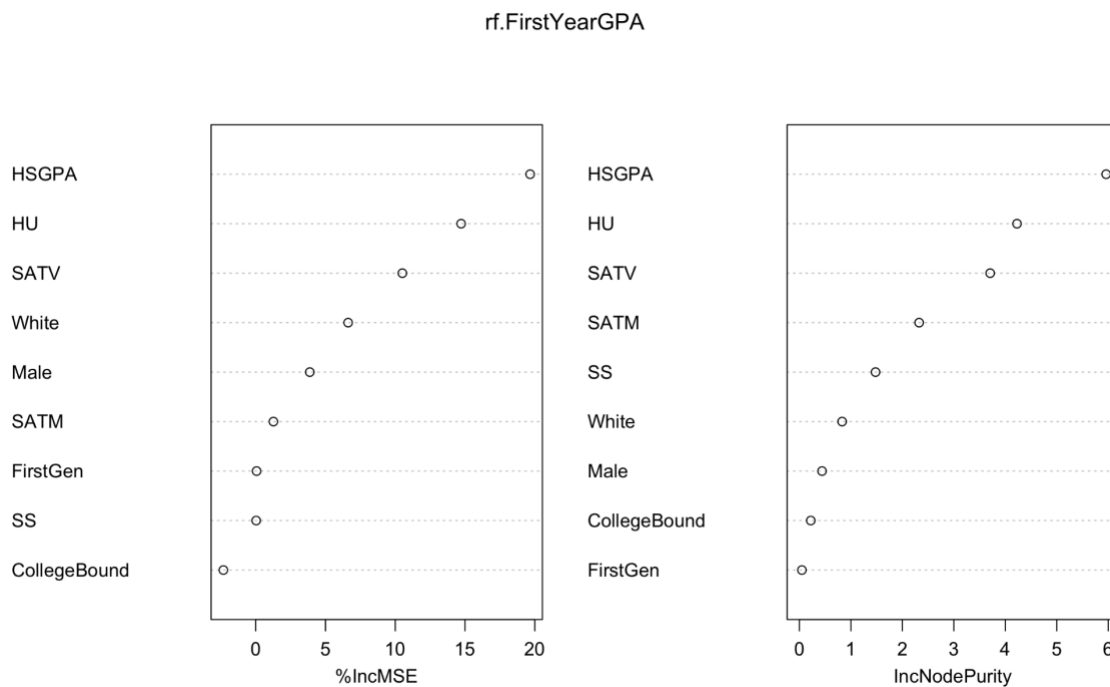 rf.FirstYearGPA
HSGPA
HU
SATV
White
Male
SATM
FirstGen
SS
CollegeBound
0 5 10 15 20
%IncMSE
HSGPA
HU
SATV
SATM
SS
White
Male
CollegeBound
FirstGen
0 1 2 3 4 5 6
IncNodePurity